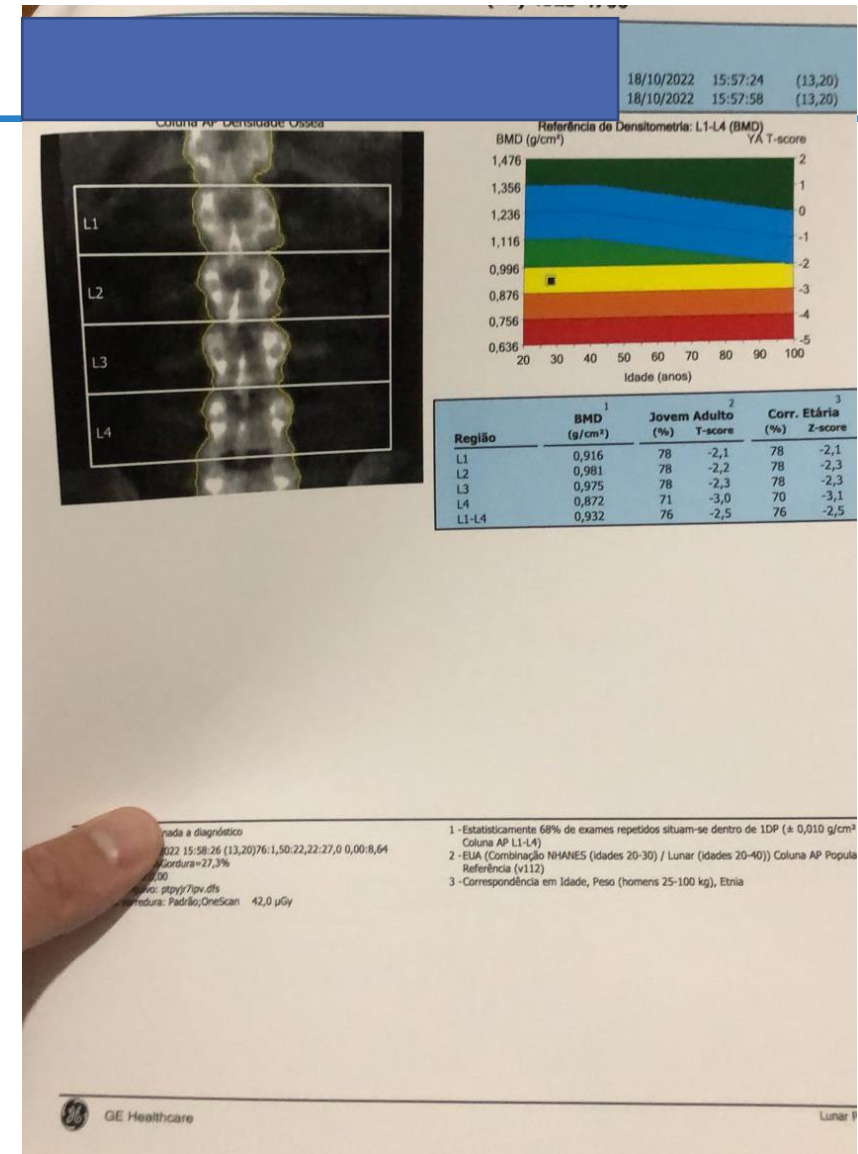 18/10/2022 15:57:24 (13,20)
18/10/2022 15:57:58 (13,20)
Coluna AP Densidade Óssea
L1
L2
L3
L4
Referência de Densitometria: L1-L4 (BMD)
BMD (g/cm²) YA T-score
1,476 2
1,356 1
1,236 0
1,116 -1
0,996 -2
0,876 -3
0,756 -4
0,636 -5
20 30 40 50 60 70 80 90 100
Idade (anos)
1 2 3
BMD Jovem Adulto Corr. Etária
Região (g/cm²) (%) T-score (%) Z-score
L1 0,916 78 -2,1 78 -2,1
L2 0,981 78 -2,2 78 -2,3
L3 0,975 78 -2,3 78 -2,3
L4 0,872 71 -3,0 70 -3,1
L1-L4 0,932 76 -2,5 76 -2,5
nada a diagnóstico
2022 15:58:26 (13,20)76:1,50:22,22:27,0 0,00:8,64
Gordura=27,3%
,00
ptpyjr7ipv.dfs
Padrão;OneScan 42,0 µGy
1 - Estatisticamente 68% de exames repetidos situam-se dentro de 1DP (± 0,010 g/cm²
Coluna AP L1-L4)
2 - EUA (Combinação NHANES (idades 20-30) / Lunar (idades 20-40)) Coluna AP Popula
Referência (v112)
3 - Correspondência em Idade, Peso (homens 25-100 kg), Etnia
GE Healthcare
Lunar P